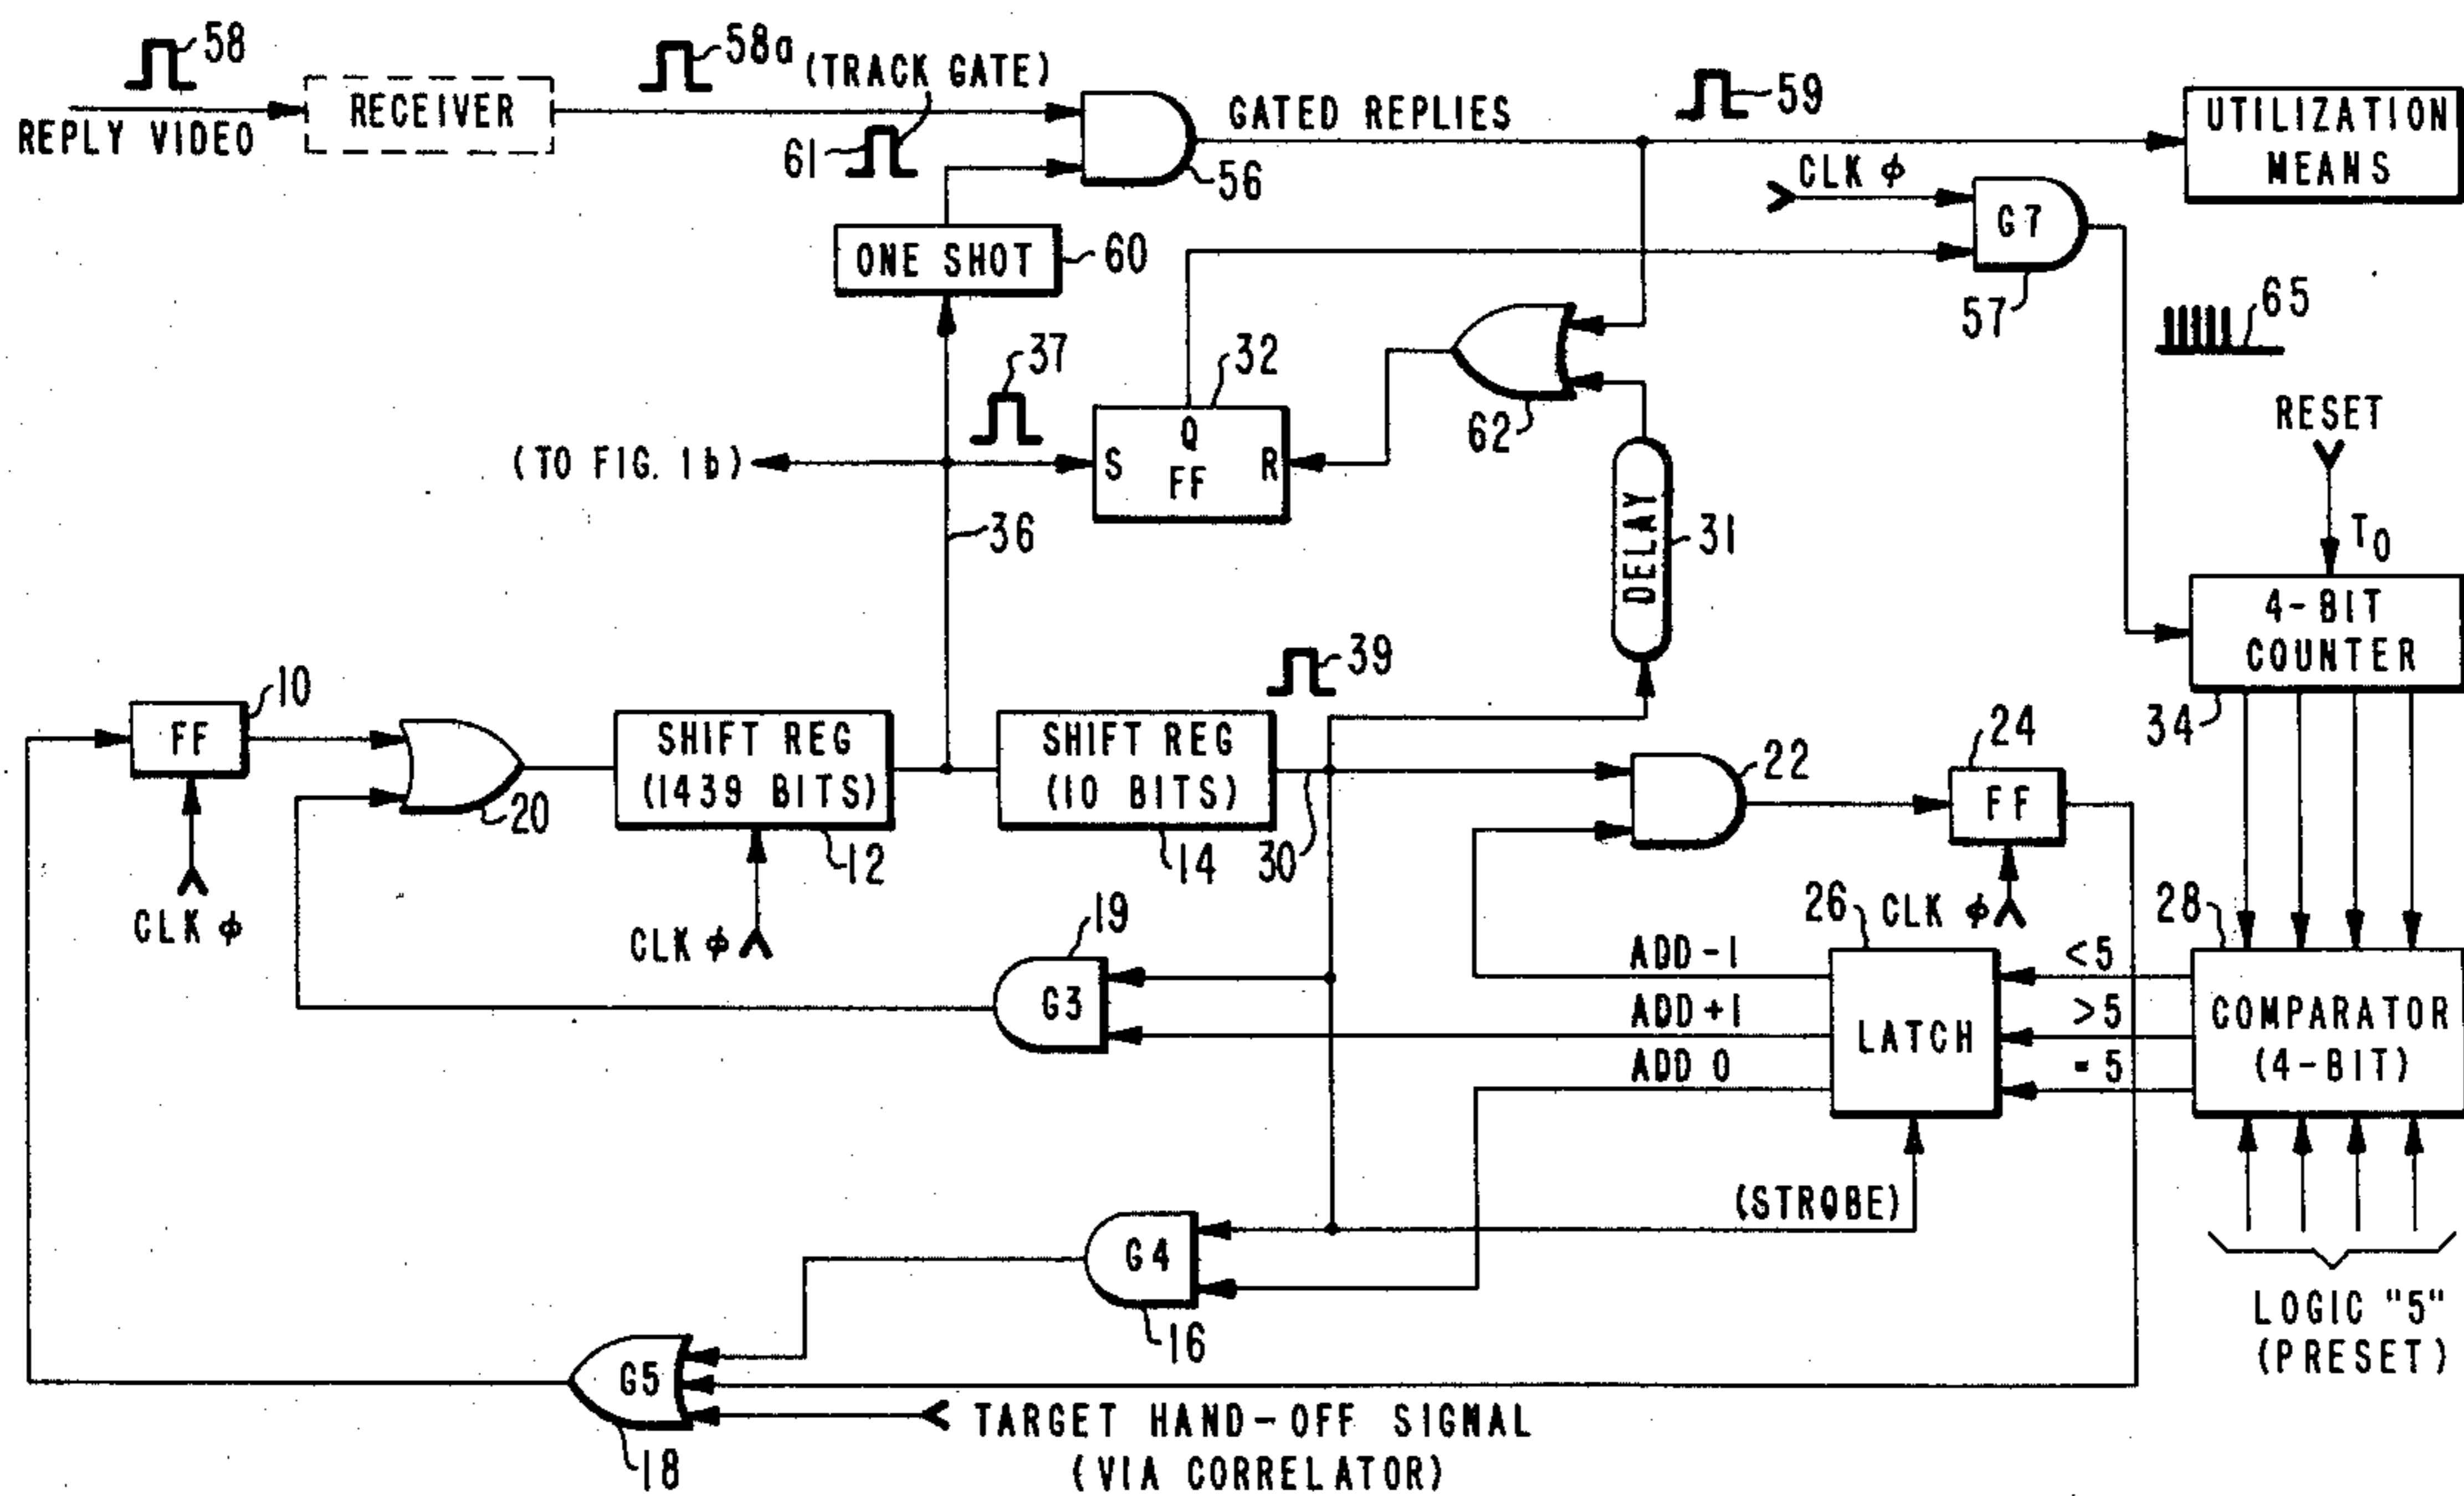 58
58a
(TRACK GATE)
59
REPLY VIDEO
RECEIVER
61
GATED REPLIES
UTILIZATION
MEANS
56
CLK ϕ
G7
57
ONE SHOT
60
65
37
32
62
RESET
(TO FIG. 1b)
S
Q
FF
R
36
DELAY
31
T0
4-BIT
COUNTER
34
39
10
FF
20
SHIFT REG
(1439 BITS)
12
SHIFT REG
(10 BITS)
14
30
22
24
FF
CLK ϕ
CLK ϕ
CLK ϕ
19
G3
ADD-1
ADD+1
ADD 0
26
LATCH
<5
>5
=5
28
COMPARATOR
(4-BIT)
(STROBE)
G4
16
LOGIC "5"
(PRESET)
G5
18
TARGET HAND-OFF SIGNAL
(VIA CORRELATOR)